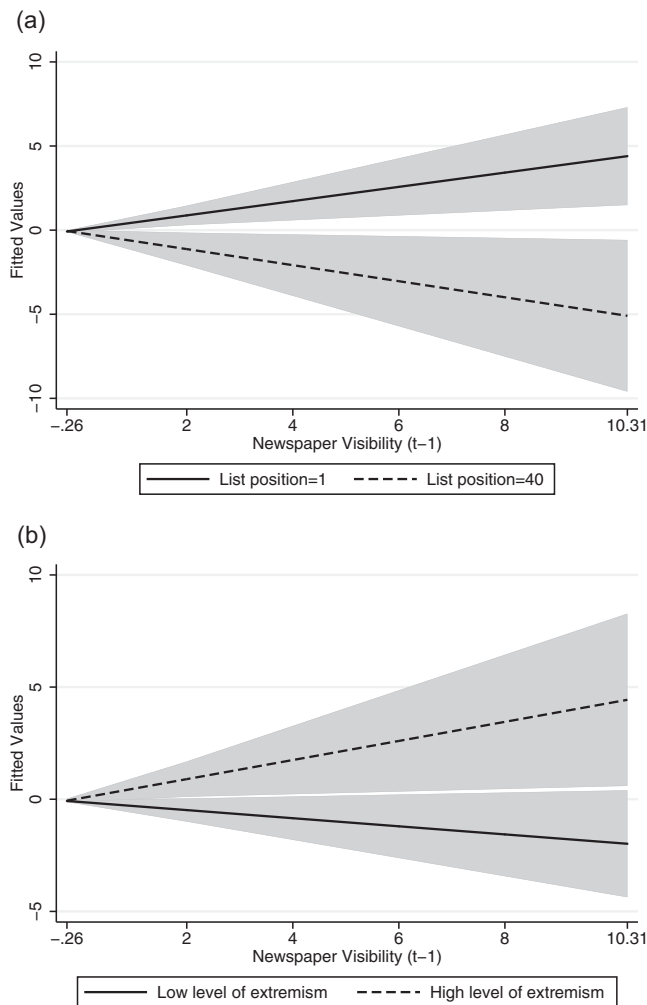 (a)
10
5
0
−5
−10
Fitted Values
−.26 2 4 6 8 10.31
Newspaper Visibility (t−1)
List position=1 List position=40
(b)
10
5
0
−5
Fitted Values
−.26 2 4 6 8 10.31
Newspaper Visibility (t−1)
Low level of extremism High level of extremism